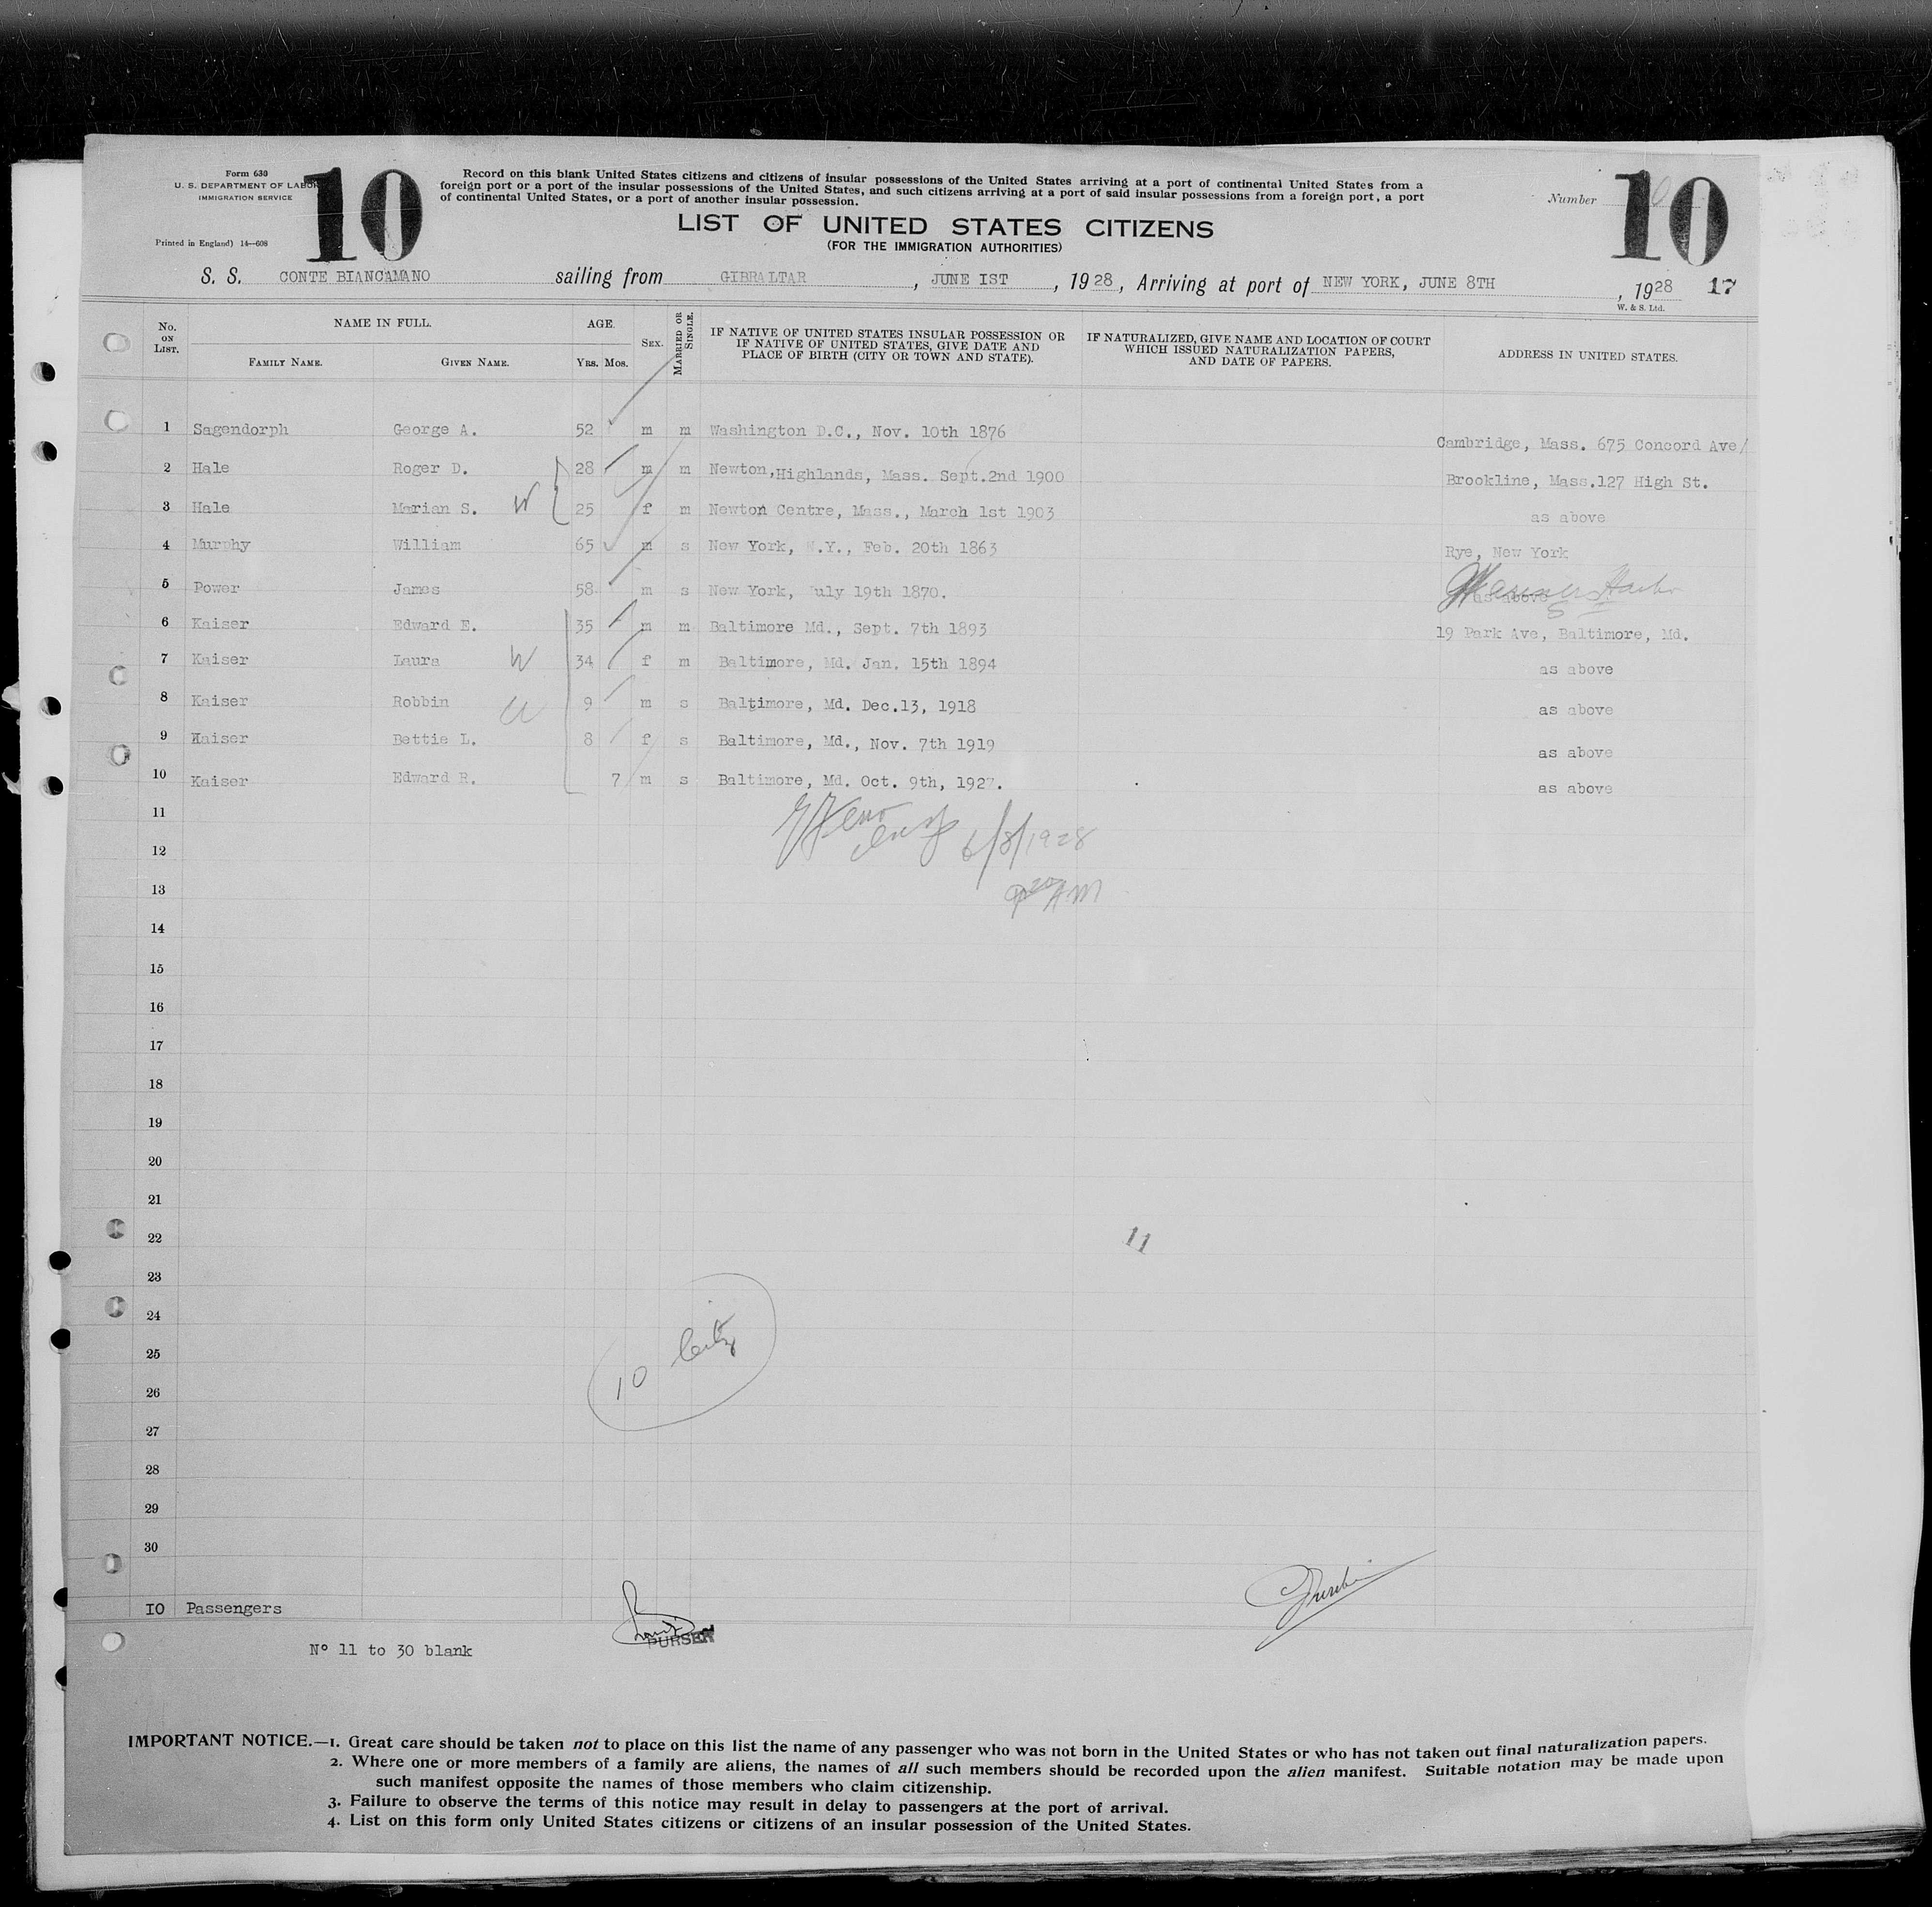 Form 630
U. S. DEPARTMENT OF LABOR
IMMIGRATION SERVICE
Printed in England) 14—608
10
Record on this blank United States citizens and citizens of insular possessions of the United States arriving at a port of continental United States from a
foreign port or a port of the insular possessions of the United States, and such citizens arriving at a port of said insular possessions from a foreign port, a port
of continental United States, or a port of another insular possession.
LIST OF UNITED STATES CITIZENS
(FOR THE IMMIGRATION AUTHORITIES)
Number
10
S. S. CONTE BIANCAMANO sailing from GIBRALTAR, JUNE IST, 1928, Arriving at port of NEW YORK, JUNE 8TH, 1928 17
W. & S. Ltd.
No. ON LIST. NAME IN FULL. FAMILY NAME. GIVEN NAME. AGE. Yrs. Mos. SEX. MARRIED OR SINGLE. IF NATIVE OF UNITED STATES INSULAR POSSESSION OR IF NATIVE OF UNITED STATES, GIVE DATE AND PLACE OF BIRTH (CITY OR TOWN AND STATE). IF NATURALIZED, GIVE NAME AND LOCATION OF COURT WHICH ISSUED NATURALIZATION PAPERS, AND DATE OF PAPERS. ADDRESS IN UNITED STATES.
1 Sagendorph George A. 52 m m Washington D.C., Nov. 10th 1876 Cambridge, Mass. 675 Concord Ave/
2 Hale Roger D. 28 m m Newton, Highlands, Mass. Sept.2nd 1900 Brookline, Mass.127 High St.
3 Hale Marian S. W 25 f m Newton Centre, Mass., March 1st 1903 as above
4 Murphy William 65 m s New York, N.Y., Feb. 20th 1863 Rye, New York
5 Power James 58 m s New York, July 19th 1870. as above
6 Kaiser Edward E. 35 m m Baltimore Md., Sept. 7th 1893 19 Park Ave, Baltimore, Md.
7 Kaiser Laura W 34 f m Baltimore, Md. Jan. 15th 1894 as above
8 Kaiser Robbin 9 m s Baltimore, Md. Dec.13, 1918 as above
9 Kaiser Bettie L. 8 f s Baltimore, Md., Nov. 7th 1919 as above
10 Kaiser Edward R. 7 m s Baltimore, Md. Oct. 9th, 1927. as above
11
12 6/8/1928
13 AM
14
15
16
17
18
19
20
21
22 11
23
24
25
26 10
27
28
29
30
IO Passengers
PURSER
Nº 11 to 30 blank
IMPORTANT NOTICE.—1. Great care should be taken not to place on this list the name of any passenger who was not born in the United States or who has not taken out final naturalization papers.
2. Where one or more members of a family are aliens, the names of all such members should be recorded upon the alien manifest. Suitable notation may be made upon
such manifest opposite the names of those members who claim citizenship.
3. Failure to observe the terms of this notice may result in delay to passengers at the port of arrival.
4. List on this form only United States citizens or citizens of an insular possession of the United States.